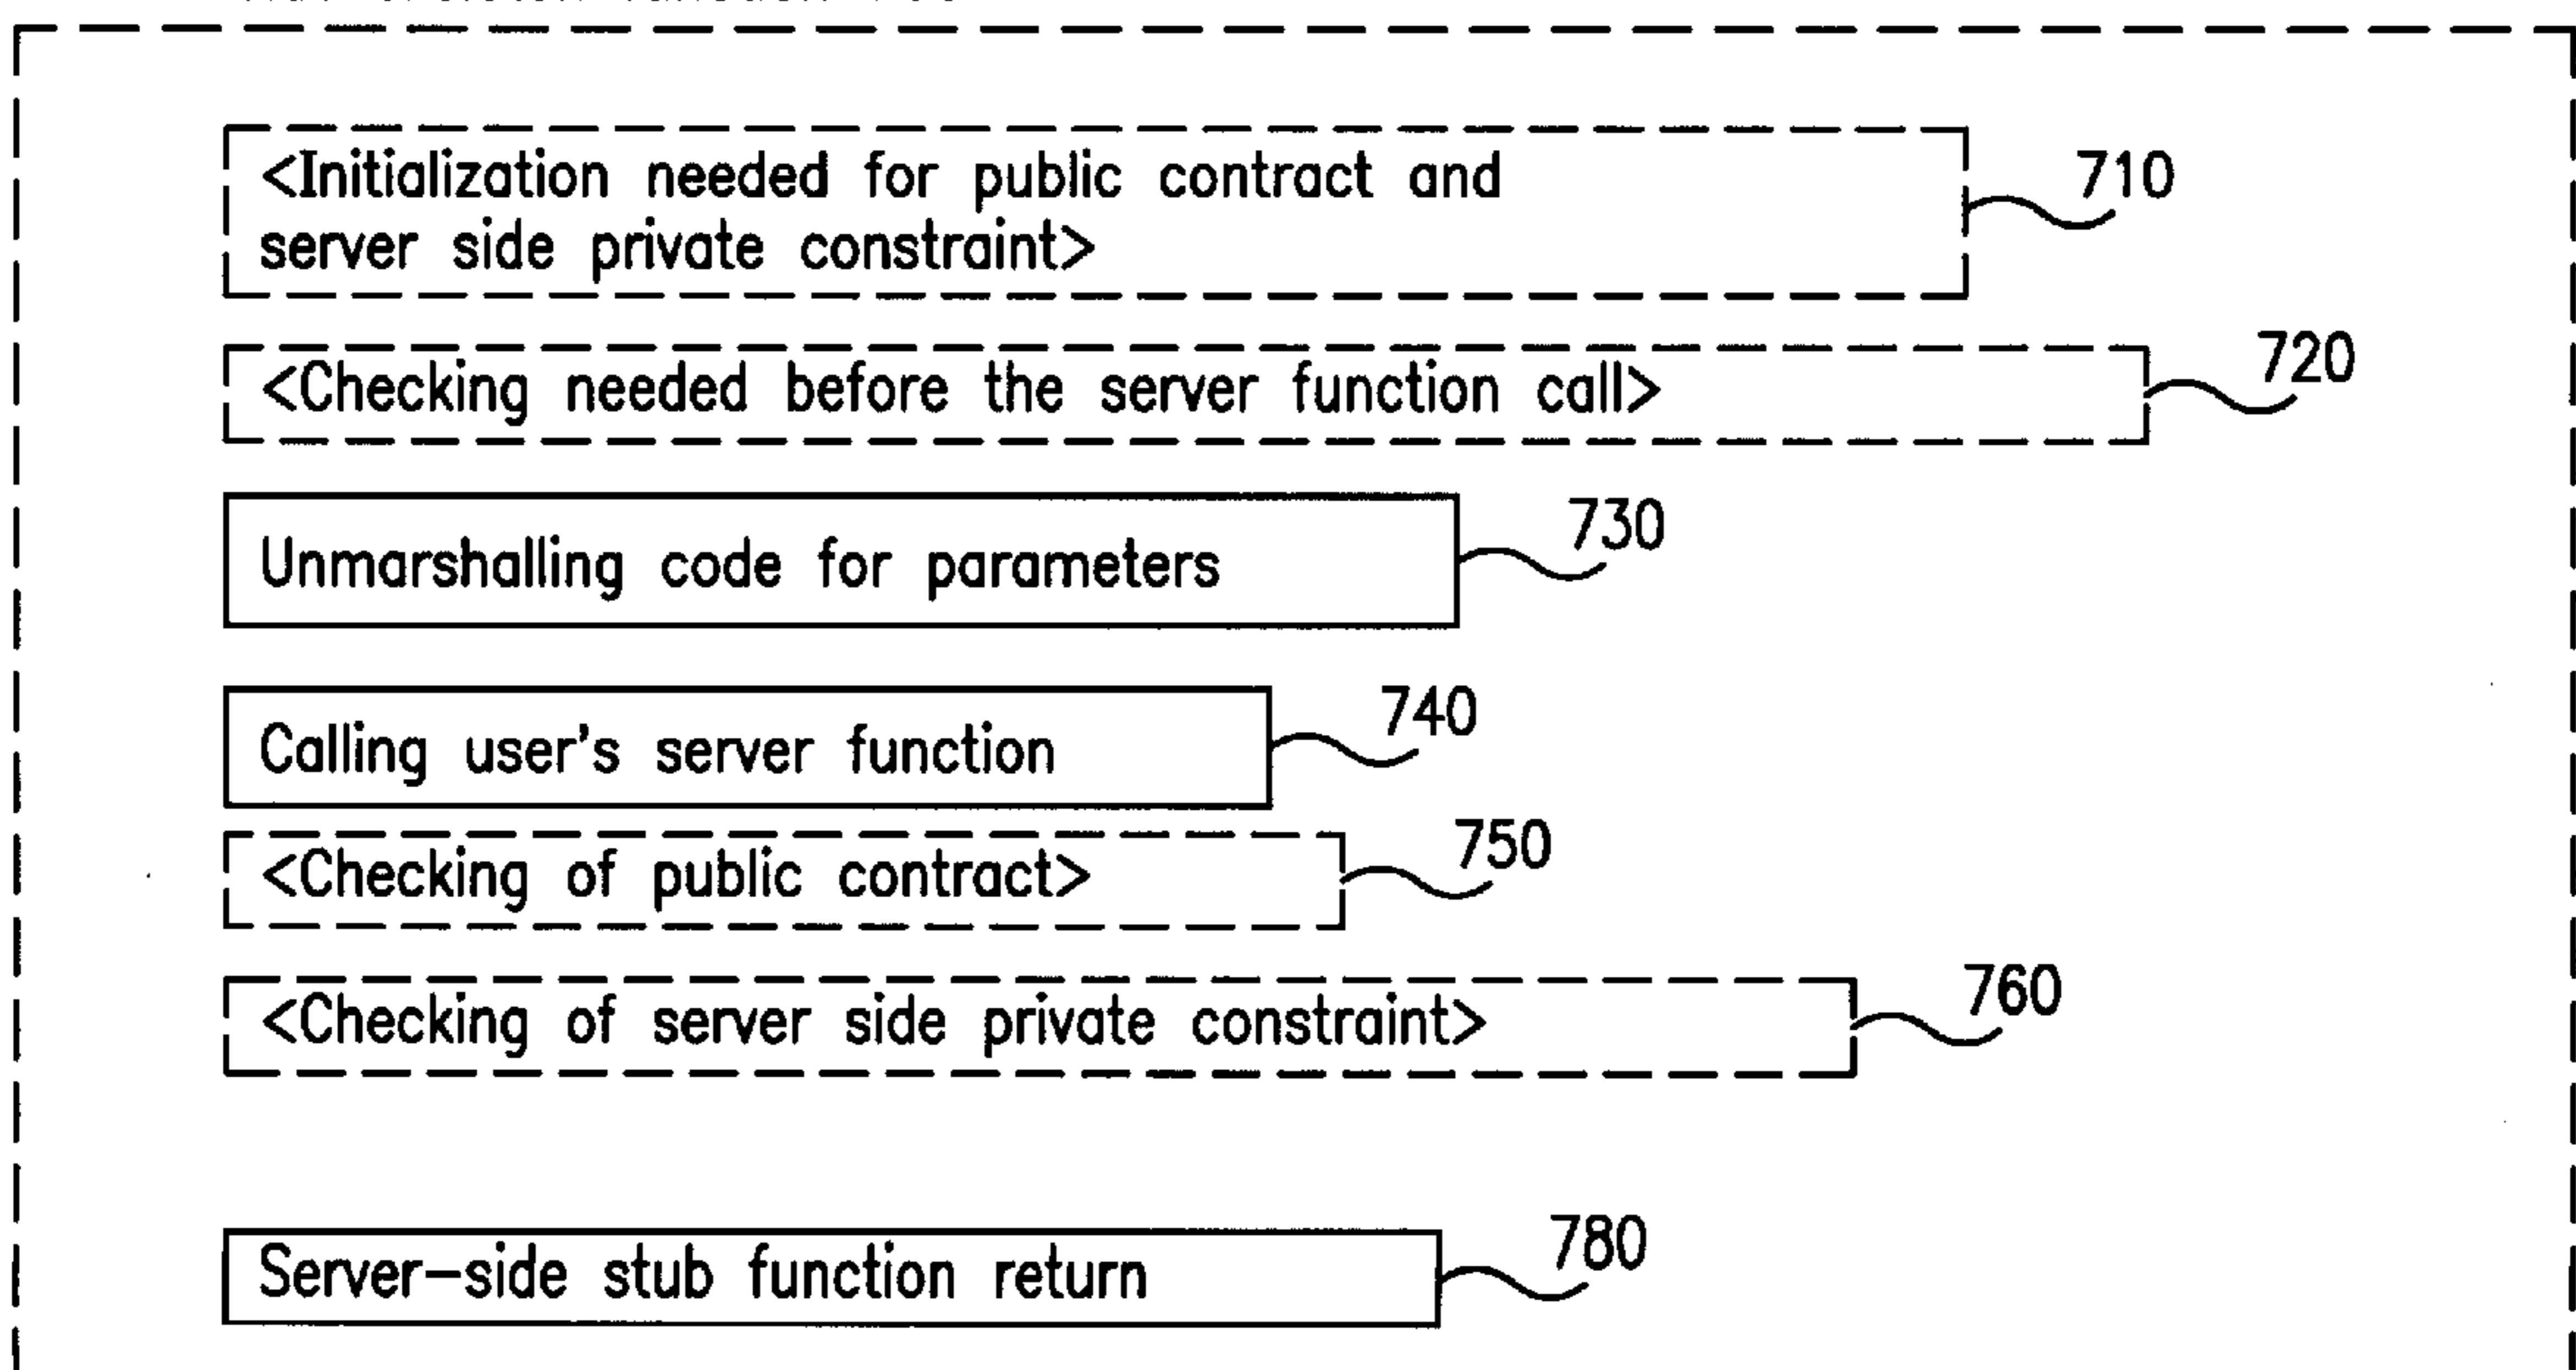 <Initialization needed for public contract and
server side private constraint>
710
<Checking needed before the server function call>
720
Unmarshalling code for parameters
730
Calling user's server function
740
<Checking of public contract>
750
<Checking of server side private constraint>
760
Server-side stub function return
780